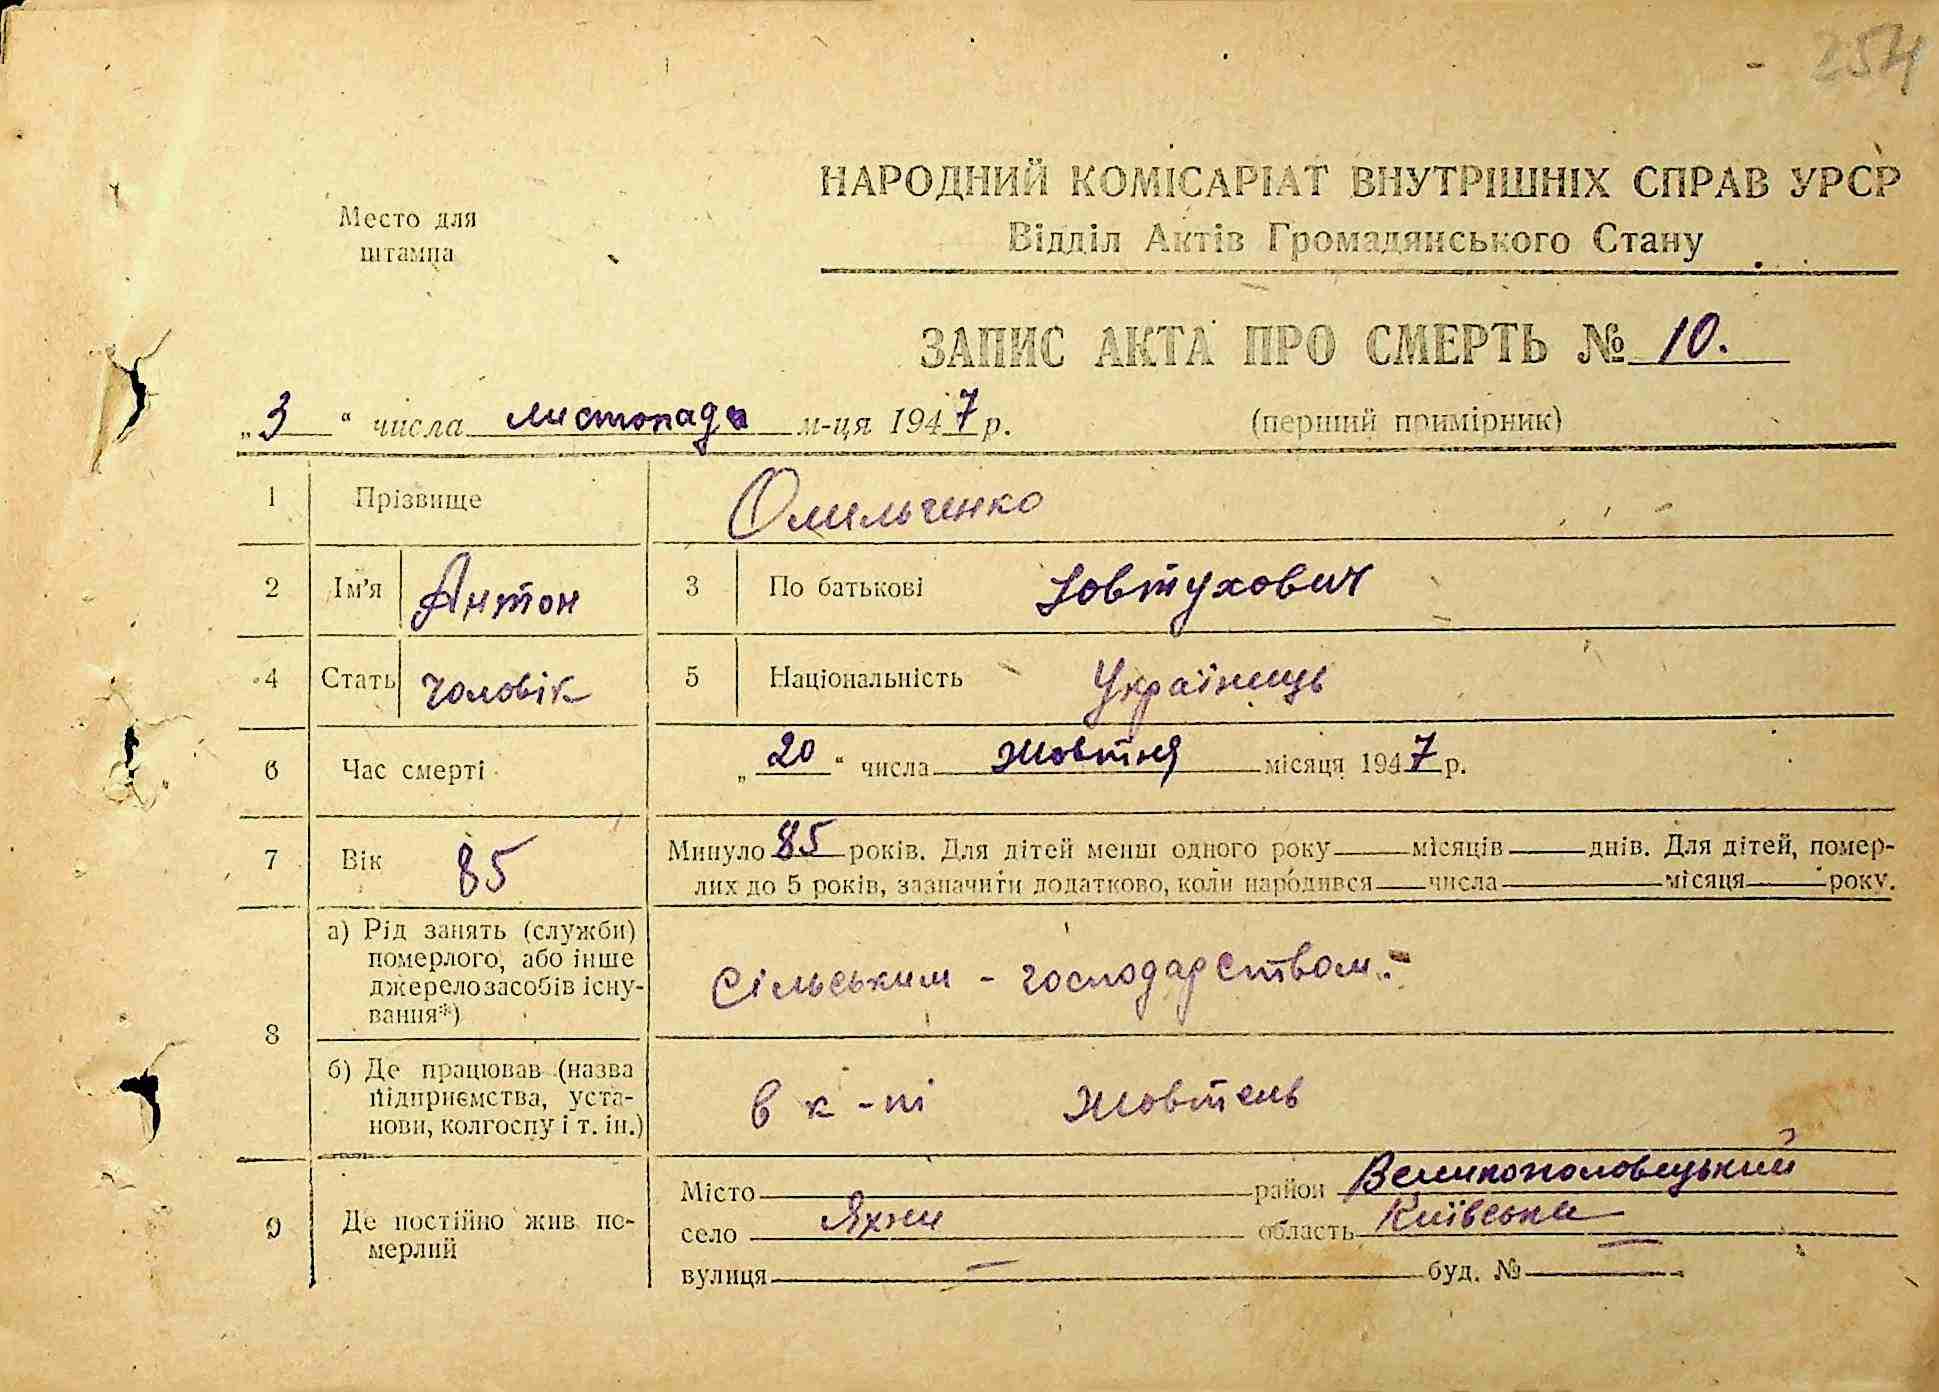 254
НАРОДНИЙ КОМІСАРІАТ ВНУТРІШНІХ СПРАВ УРСР
Відділ Актів Громадянського Стану
Место для
штампа
ЗАПИС АКТА ПРО СМЕРТЬ № 10.
„3“ числа листопада м-ця 1947 р. (перший примірник)
1 Прізвище Омельченко
2 Ім'я Антон 3 По батькові Йовтухович
4 Стать чоловік 5 Національність Українець
6 Час смерті „20“ числа жовтня місяця 1947 р.
7 Вік 85 Минуло 85 років. Для дітей менш одного року місяців днів. Для дітей, помер-
лих до 5 років, зазначити додатково, коли народився числа місяця року.
8 а) Рід занять (служби)
померлого, або інше
джерело засобів існу-
вання*)
Сільським - господарством.
б) Де працював (назва
підприємства, уста-
нови, колгоспу і т. ін.)
в к-пі Жовтень
9 Де постійно жив по-
мерлий
Місто район Великополовецький
село Яхни область Київська
вулиця — буд. № —